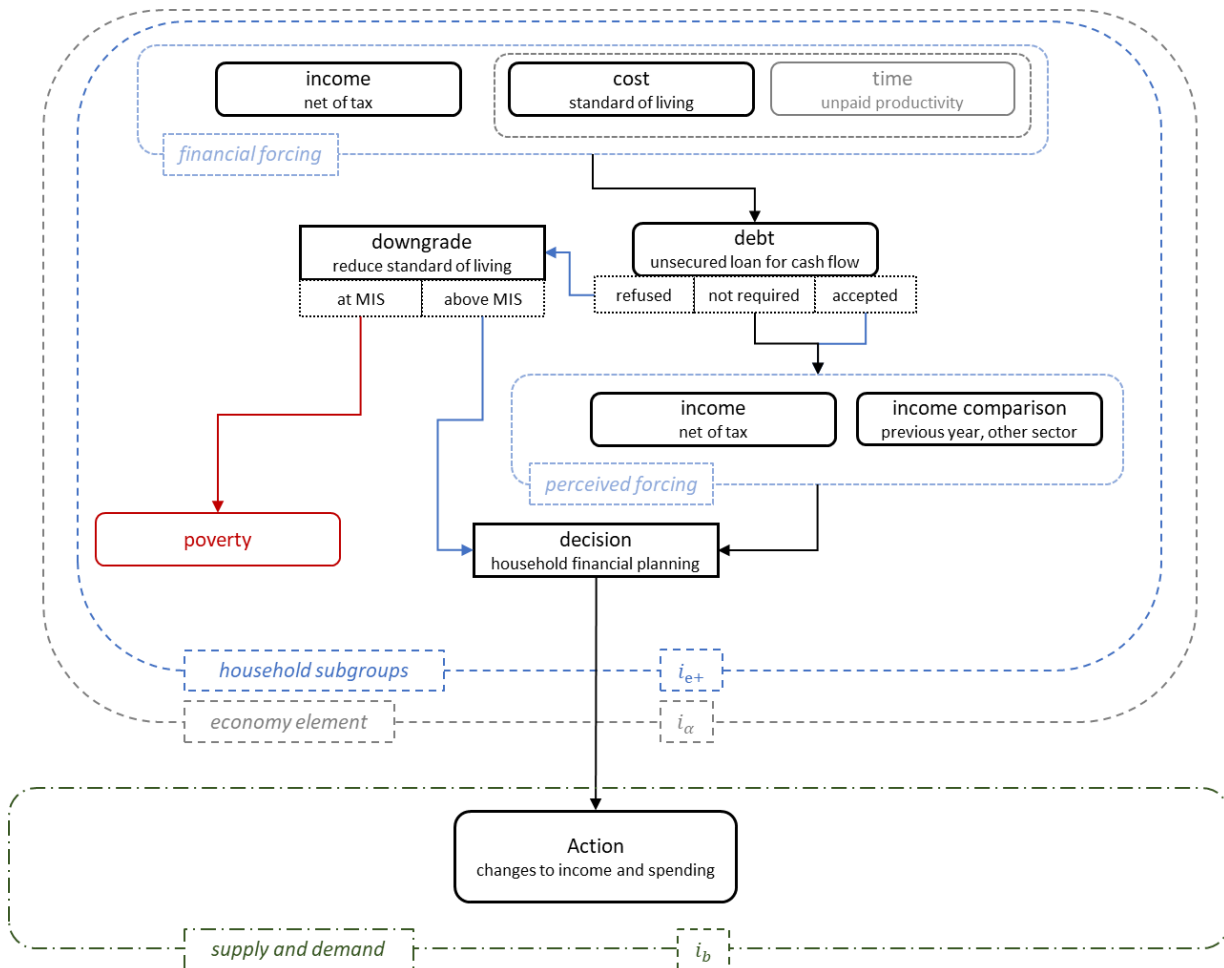 income
net of tax
cost
standard of living
time
unpaid productivity
financial forcing
downgrade
reduce standard of living
at MIS
above MIS
debt
unsecured loan for cash flow
refused
not required
accepted
income
net of tax
income comparison
previous year, other sector
perceived forcing
poverty
decision
household financial planning
household subgroups
i_{e+}
economy element
i_α
Action
changes to income and spending
supply and demand
i_b